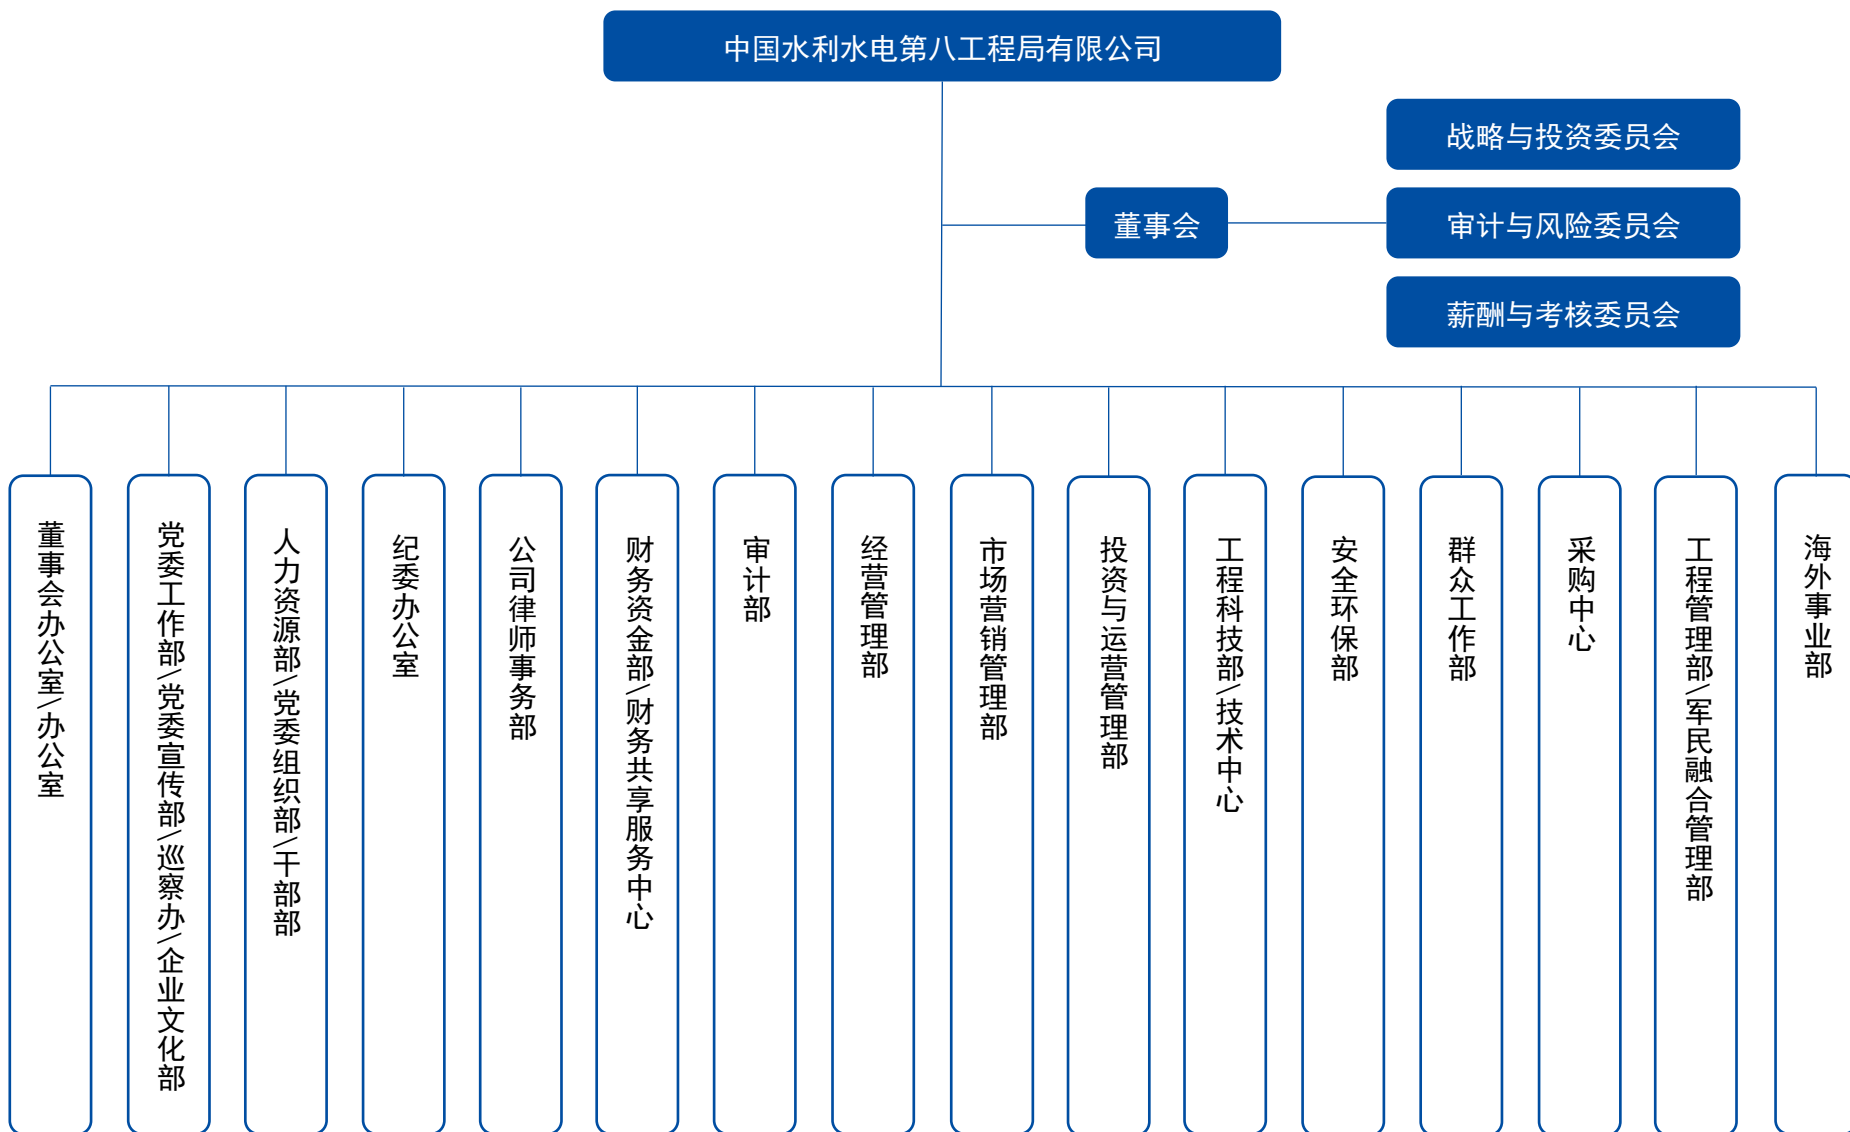 中国水利水电第八工程局有限公司
战略与投资委员会
董事会
审计与风险委员会
薪酬与考核委员会
董事会办公室/办公室
党委工作部/党委宣传部/巡察办/企业文化部
人力资源部/党委组织部/干部部
纪委办公室
公司律师事务部
财务资金部/财务共享服务中心
审计部
经营管理部
市场营销管理部
投资与运营管理部
工程科技部/技术中心
安全环保部
群众工作部
采购中心
工程管理部/军民融合管理部
海外事业部